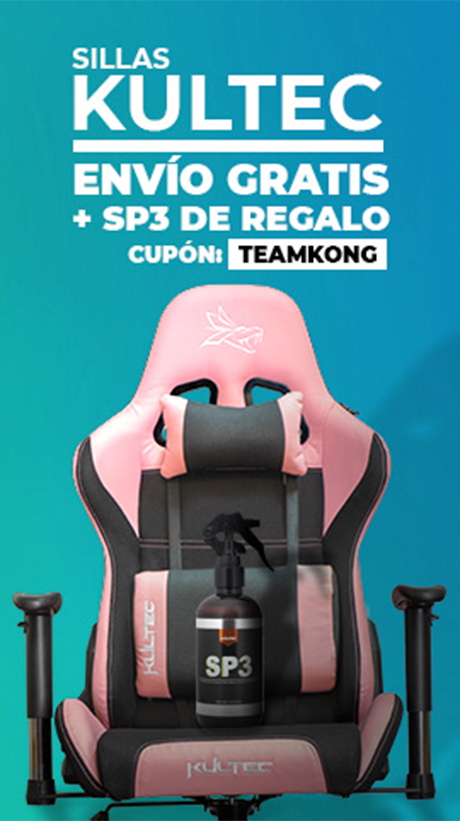 SILLAS
KULTEC
ENVÍO GRATIS
+ SP3 DE REGALO
CUPÓN: TEAMKONG
KULTEC
SP3
KULTEC